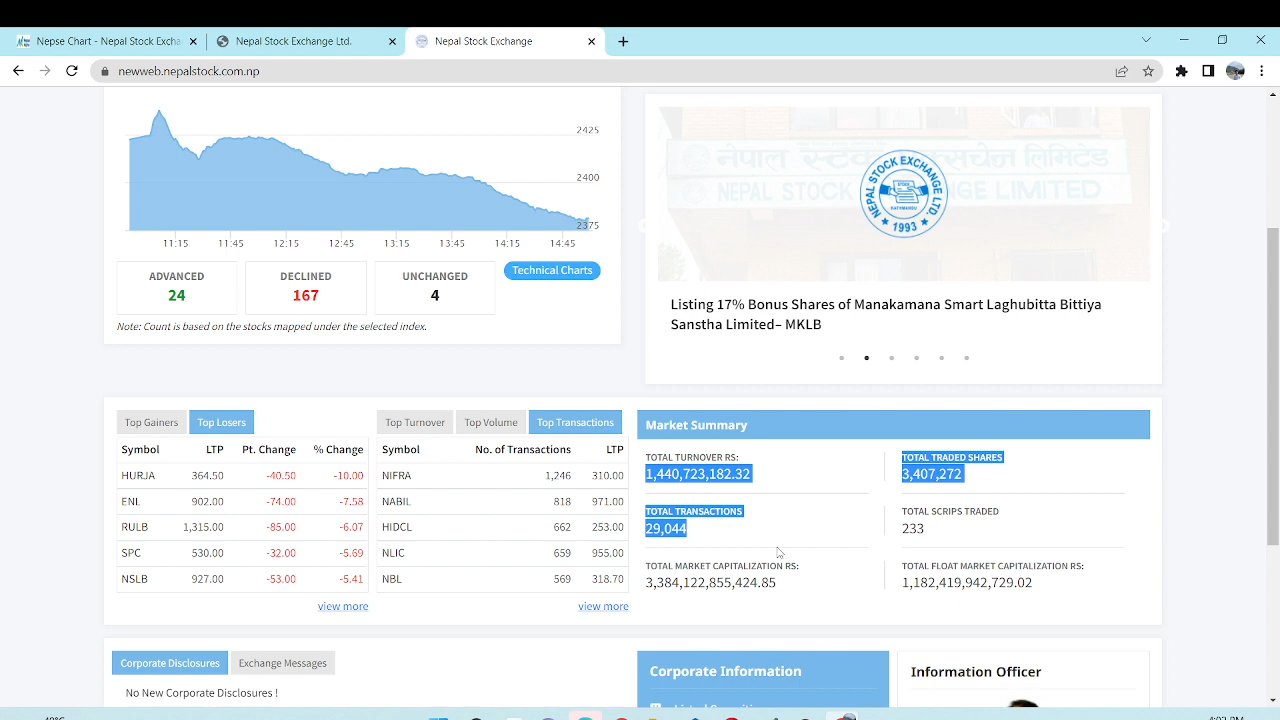 Nepse Chart - Nepal Stock Excha
Nepal Stock Exchange Ltd.
Nepal Stock Exchange
newweb.nepalstock.com.np
2425
2400
2375
11:15 11:45 12:15 12:45 13:15 13:45 14:15 14:45
ADVANCED
24
DECLINED
167
UNCHANGED
4
Technical Charts
Note: Count is based on the stocks mapped under the selected index.
नेपाल स्टक
लिमिटेड
NEPAL STOCK
GE LIMITED
NEPAL STOCK EXCHANGE LTD.
STOCK
KATHMANDU
1993
Listing 17% Bonus Shares of Manakamana Smart Laghubitta Bittiya
Sanstha Limited– MKLB
Top Gainers Top Losers
Symbol LTP Pt. Change % Change
HURJA -40.50 -10.00
ENL 902.00 -74.00 -7.58
RULB 1,315.00 -85.00 -6.07
SPC 530.00 -32.00 -5.69
NSLB 927.00 -53.00 -5.41
view more
Top Turnover Top Volume Top Transactions
Symbol No. of Transactions LTP
NIFRA 1,246 310.00
NABIL 818 971.00
HIDCL 662 253.00
NLIC 659 955.00
NBL 569 318.70
view more
Market Summary
TOTAL TURNOVER RS:
1,440,723,182.32
TOTAL TRADED SHARES
3,407,272
TOTAL TRANSACTIONS
29,044
TOTAL SCRIPS TRADED
233
TOTAL MARKET CAPITALIZATION RS:
3,384,122,855,424.85
TOTAL FLOAT MARKET CAPITALIZATION RS:
1,182,419,942,729.02
Corporate Disclosures Exchange Messages
No New Corporate Disclosures !
Corporate Information
Information Officer